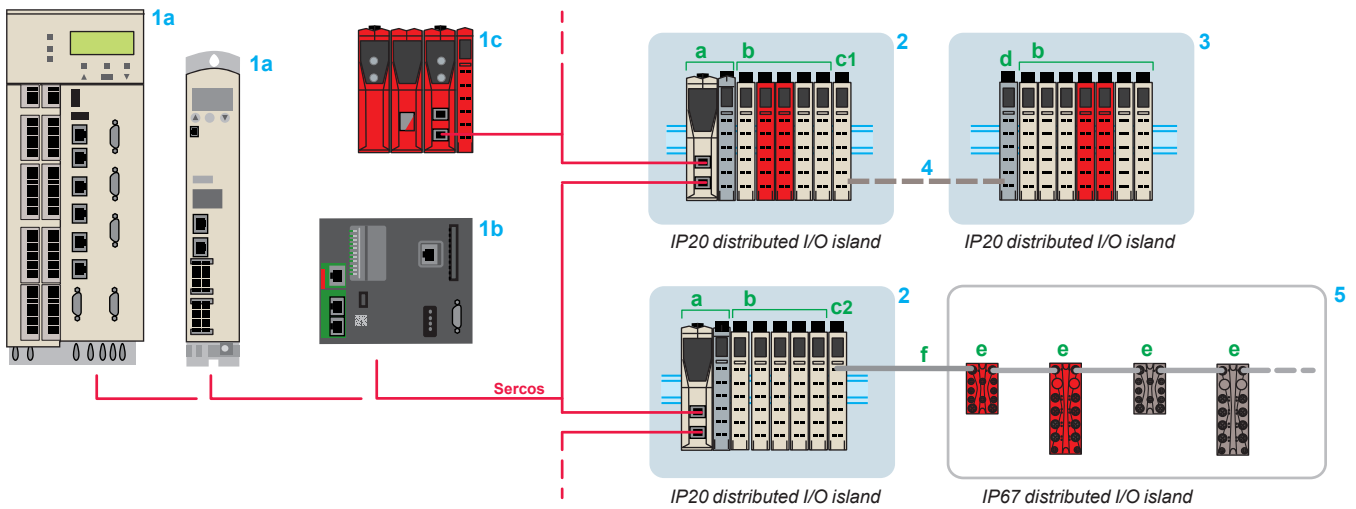 1a
1a
1c
1b
Sercos
a
b
c1
2
IP20 distributed I/O island
4
d
b
3
IP20 distributed I/O island
a
b
c2
2
IP20 distributed I/O island
f
e
e
e
e
5
IP67 distributed I/O island